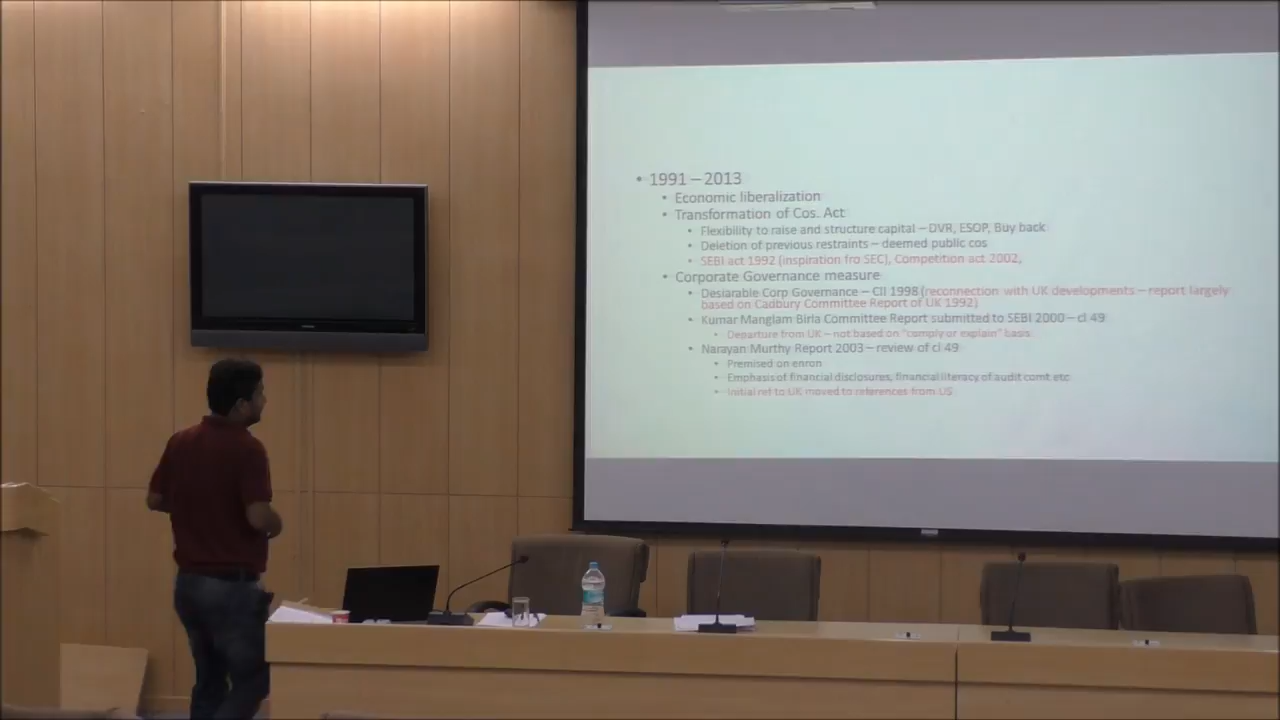 • 1991 – 2013
• Economic liberalization
• Transformation of Cos. Act
• Flexibility to raise and structure capital – DVR, ESOP, Buy back
• Deletion of previous restraints – deemed public cos
• SEBI act 1992 (inspiration fro SEC), Competition act 2002,
• Corporate Governance measure
• Desiarable Corp Governance – CII 1998 (reconnection with UK developments – report largely
based on Cadbury Committee Report of UK 1992)
• Kumar Manglam Birla Committee Report submitted to SEBI 2000 – cl 49
• Departure from UK – not based on "comply or explain" basis
• Narayan Murthy Report 2003 – review of cl 49
• Premised on enron
• Emphasis of financial disclosures, financial literacy of audit comt etc
• Initial ref to UK moved to references from US